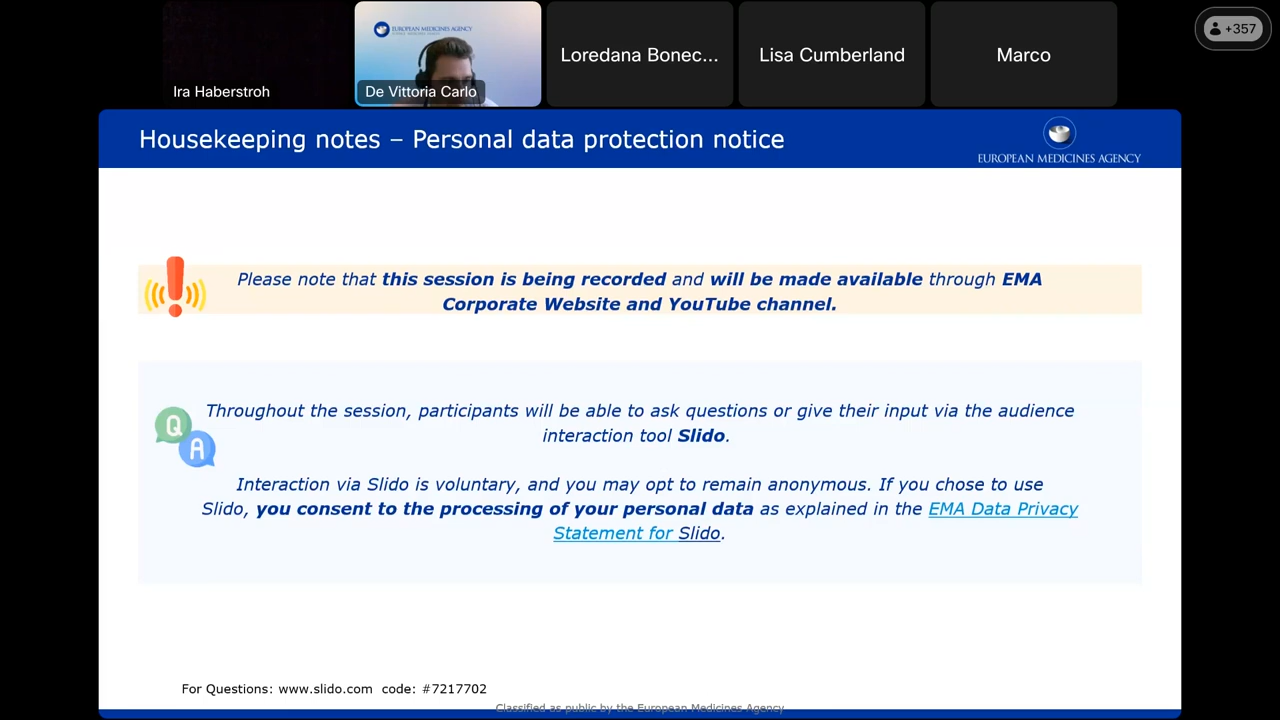 +357
EUROPEAN MEDICINES AGENCY
Ira Haberstroh
De Vittoria Carlo
Loredana Bonec...
Lisa Cumberland
Marco
Housekeeping notes – Personal data protection notice
EUROPEAN MEDICINES AGENCY
Please note that this session is being recorded and will be made available through EMA
Corporate Website and YouTube channel.
Q
A
Throughout the session, participants will be able to ask questions or give their input via the audience
interaction tool Slido.
Interaction via Slido is voluntary, and you may opt to remain anonymous. If you chose to use
Slido, you consent to the processing of your personal data as explained in the EMA Data Privacy
Statement for Slido.
For Questions: www.slido.com code: #7217702
Classified as public by the European Medicines Agency